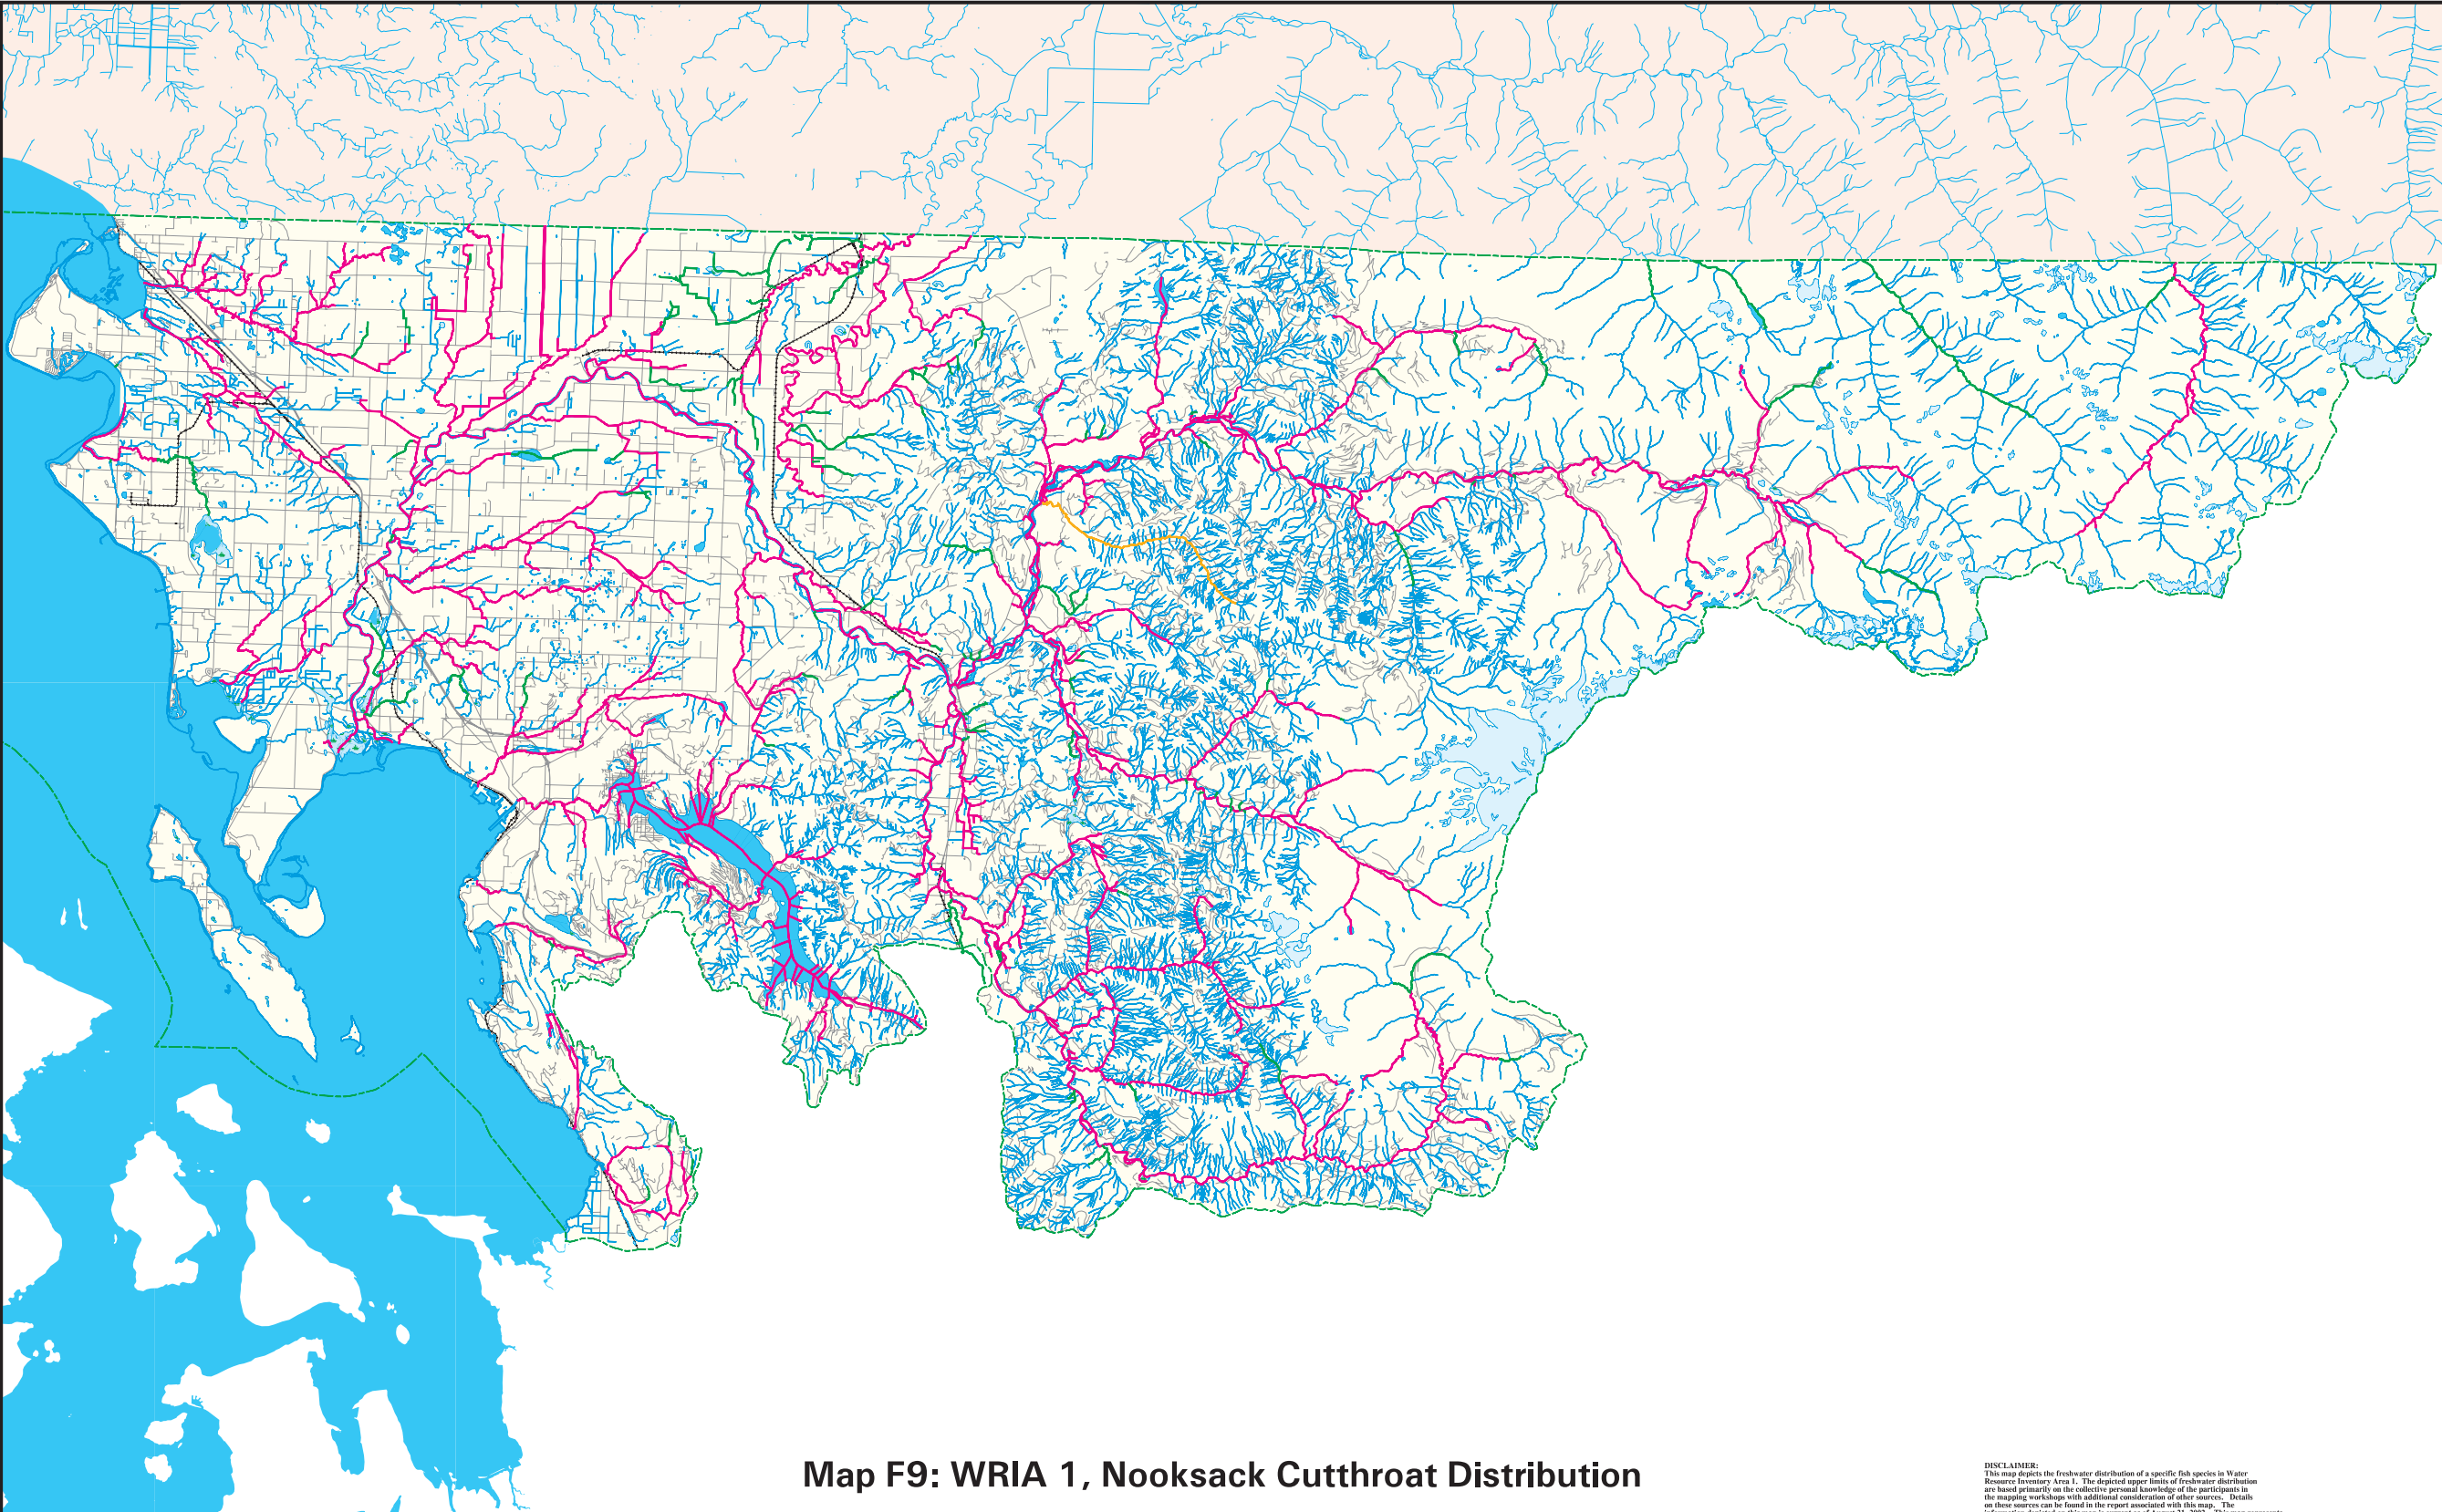 Map F9: WRIA 1, Nooksack Cutthroat Distribution
DISCLAIMER:
This map depicts the freshwater distribution of a specific fish species in Water
Resource Inventory Area 1. The depicted upper limits of freshwater distribution
are based primarily on the collective personal knowledge of the participants in
the mapping workshops with additional consideration of other sources. Details
on these sources can be found in the report associated with this map. The